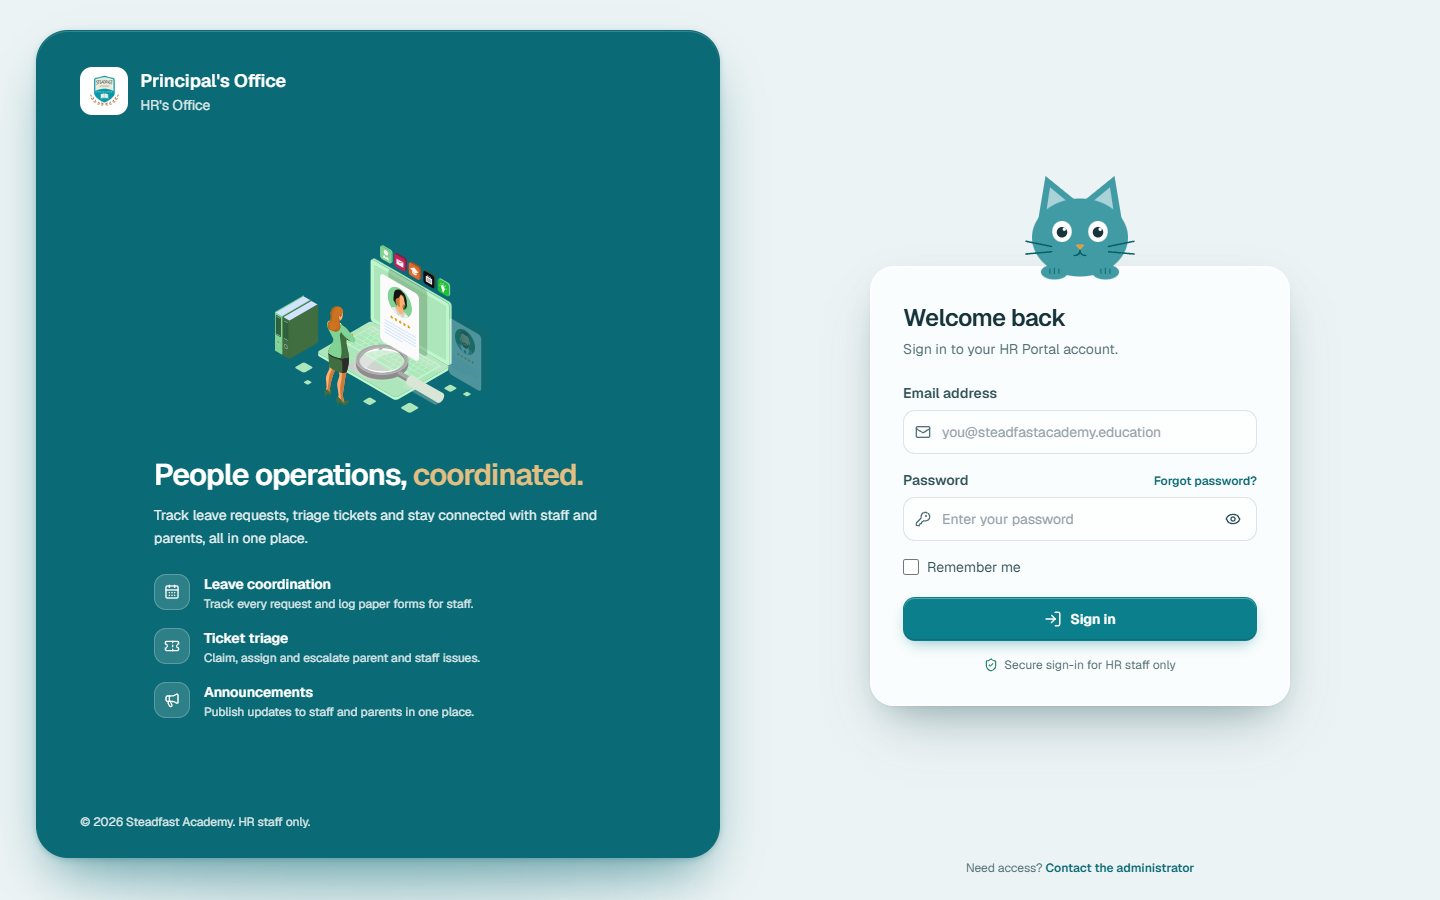 Principal's Office
HR's Office
People operations, coordinated.
Track leave requests, triage tickets and stay connected with staff and
parents, all in one place.
Leave coordination
Track every request and log paper forms for staff.
Ticket triage
Claim, assign and escalate parent and staff issues.
Announcements
Publish updates to staff and parents in one place.
© 2026 Steadfast Academy. HR staff only.
Welcome back
Sign in to your HR Portal account.
Email address
you@steadfastacademy.education
Password
Forgot password?
Enter your password
Remember me
Sign in
Secure sign-in for HR staff only
Need access? Contact the administrator